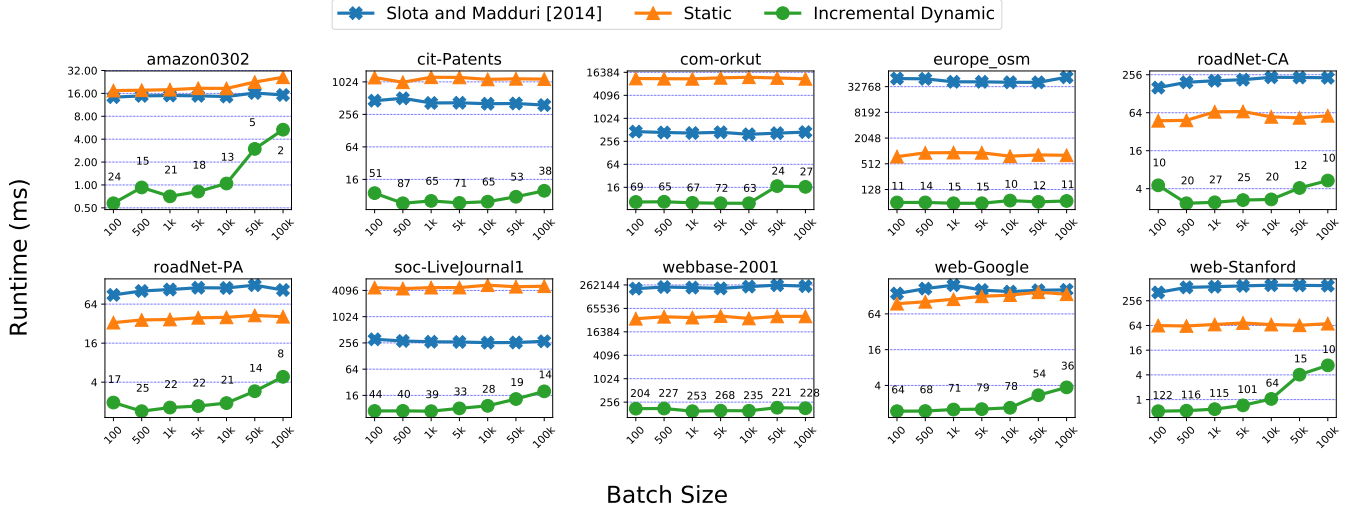 Slota and Madduri [2014] Static Incremental Dynamic
Runtime (ms)
amazon0302
32.00
16.00
8.00
4.00
2.00
1.00
0.50
24 15 21 18 13 5 2
100 500 1k 5k 10k 50k 100k
cit-Patents
1024
256
64
16
51 87 65 71 65 53 38
100 500 1k 5k 10k 50k 100k
com-orkut
16384
4096
1024
256
64
16
69 65 67 72 63 24 27
100 500 1k 5k 10k 50k 100k
europe_osm
32768
8192
2048
512
128
11 14 15 15 10 12 11
100 500 1k 5k 10k 50k 100k
roadNet-CA
256
64
16
4
10 20 27 25 20 12 10
100 500 1k 5k 10k 50k 100k
roadNet-PA
64
16
4
17 25 22 22 21 14 8
100 500 1k 5k 10k 50k 100k
soc-LiveJournal1
4096
1024
256
64
16
44 40 39 33 28 19 14
100 500 1k 5k 10k 50k 100k
webbase-2001
262144
65536
16384
4096
1024
256
204 227 253 268 235 221 228
100 500 1k 5k 10k 50k 100k
web-Google
64
16
4
64 68 71 79 78 54 36
100 500 1k 5k 10k 50k 100k
web-Stanford
256
64
16
4
1
122 116 115 101 64 15 10
100 500 1k 5k 10k 50k 100k
Batch Size